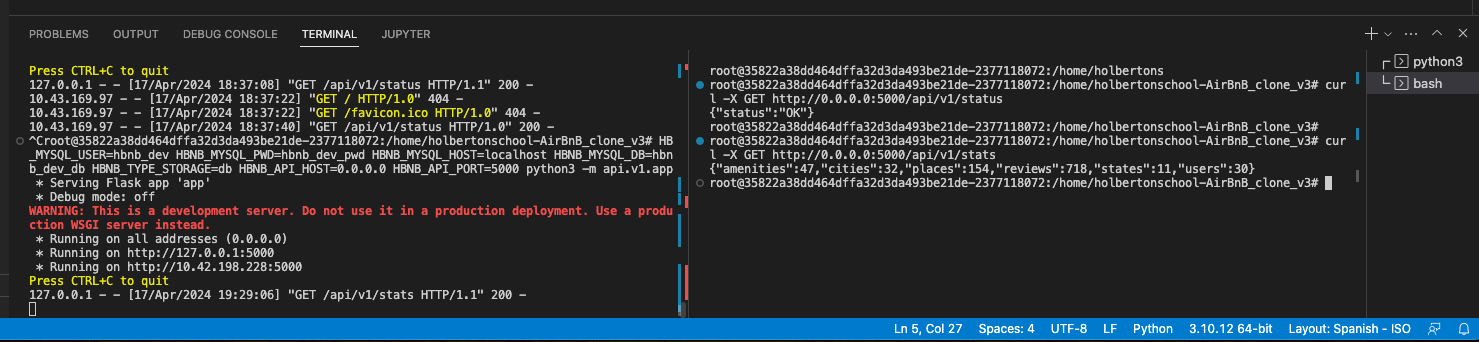 PROBLEMS OUTPUT DEBUG CONSOLE TERMINAL JUPYTER
Press CTRL+C to quit
127.0.0.1 - - [17/Apr/2024 18:37:08] "GET /api/v1/status HTTP/1.1" 200 -
10.43.169.97 - - [17/Apr/2024 18:37:22] "GET / HTTP/1.0" 404 -
10.43.169.97 - - [17/Apr/2024 18:37:22] "GET /favicon.ico HTTP/1.0" 404 -
10.43.169.97 - - [17/Apr/2024 18:37:40] "GET /api/v1/status HTTP/1.0" 200 -
^Croot@35822a38dd464dffa32d3da493be21de-2377118072:/home/holbertonschool-AirBnB_clone_v3# HB
_MYSQL_USER=hbnb_dev HBNB_MYSQL_PWD=hbnb_dev_pwd HBNB_MYSQL_HOST=localhost HBNB_MYSQL_DB=hbn
b_dev_db HBNB_TYPE_STORAGE=db HBNB_API_HOST=0.0.0.0 HBNB_API_PORT=5000 python3 -m api.v1.app
* Serving Flask app 'app'
* Debug mode: off
WARNING: This is a development server. Do not use it in a production deployment. Use a produ
ction WSGI server instead.
* Running on all addresses (0.0.0.0)
* Running on http://127.0.0.1:5000
* Running on http://10.42.198.228:5000
Press CTRL+C to quit
127.0.0.1 - - [17/Apr/2024 19:29:06] "GET /api/v1/stats HTTP/1.1" 200 -
root@35822a38dd464dffa32d3da493be21de-2377118072:/home/holbertons
root@35822a38dd464dffa32d3da493be21de-2377118072:/home/holbertonschool-AirBnB_clone_v3# cur
l -X GET http://0.0.0.0:5000/api/v1/status
{"status":"OK"}
root@35822a38dd464dffa32d3da493be21de-2377118072:/home/holbertonschool-AirBnB_clone_v3#
root@35822a38dd464dffa32d3da493be21de-2377118072:/home/holbertonschool-AirBnB_clone_v3# cur
l -X GET http://0.0.0.0:5000/api/v1/stats
{"amenities":47,"cities":32,"places":154,"reviews":718,"states":11,"users":30}
root@35822a38dd464dffa32d3da493be21de-2377118072:/home/holbertonschool-AirBnB_clone_v3#
python3
bash
Ln 5, Col 27 Spaces: 4 UTF-8 LF Python 3.10.12 64-bit Layout: Spanish - ISO